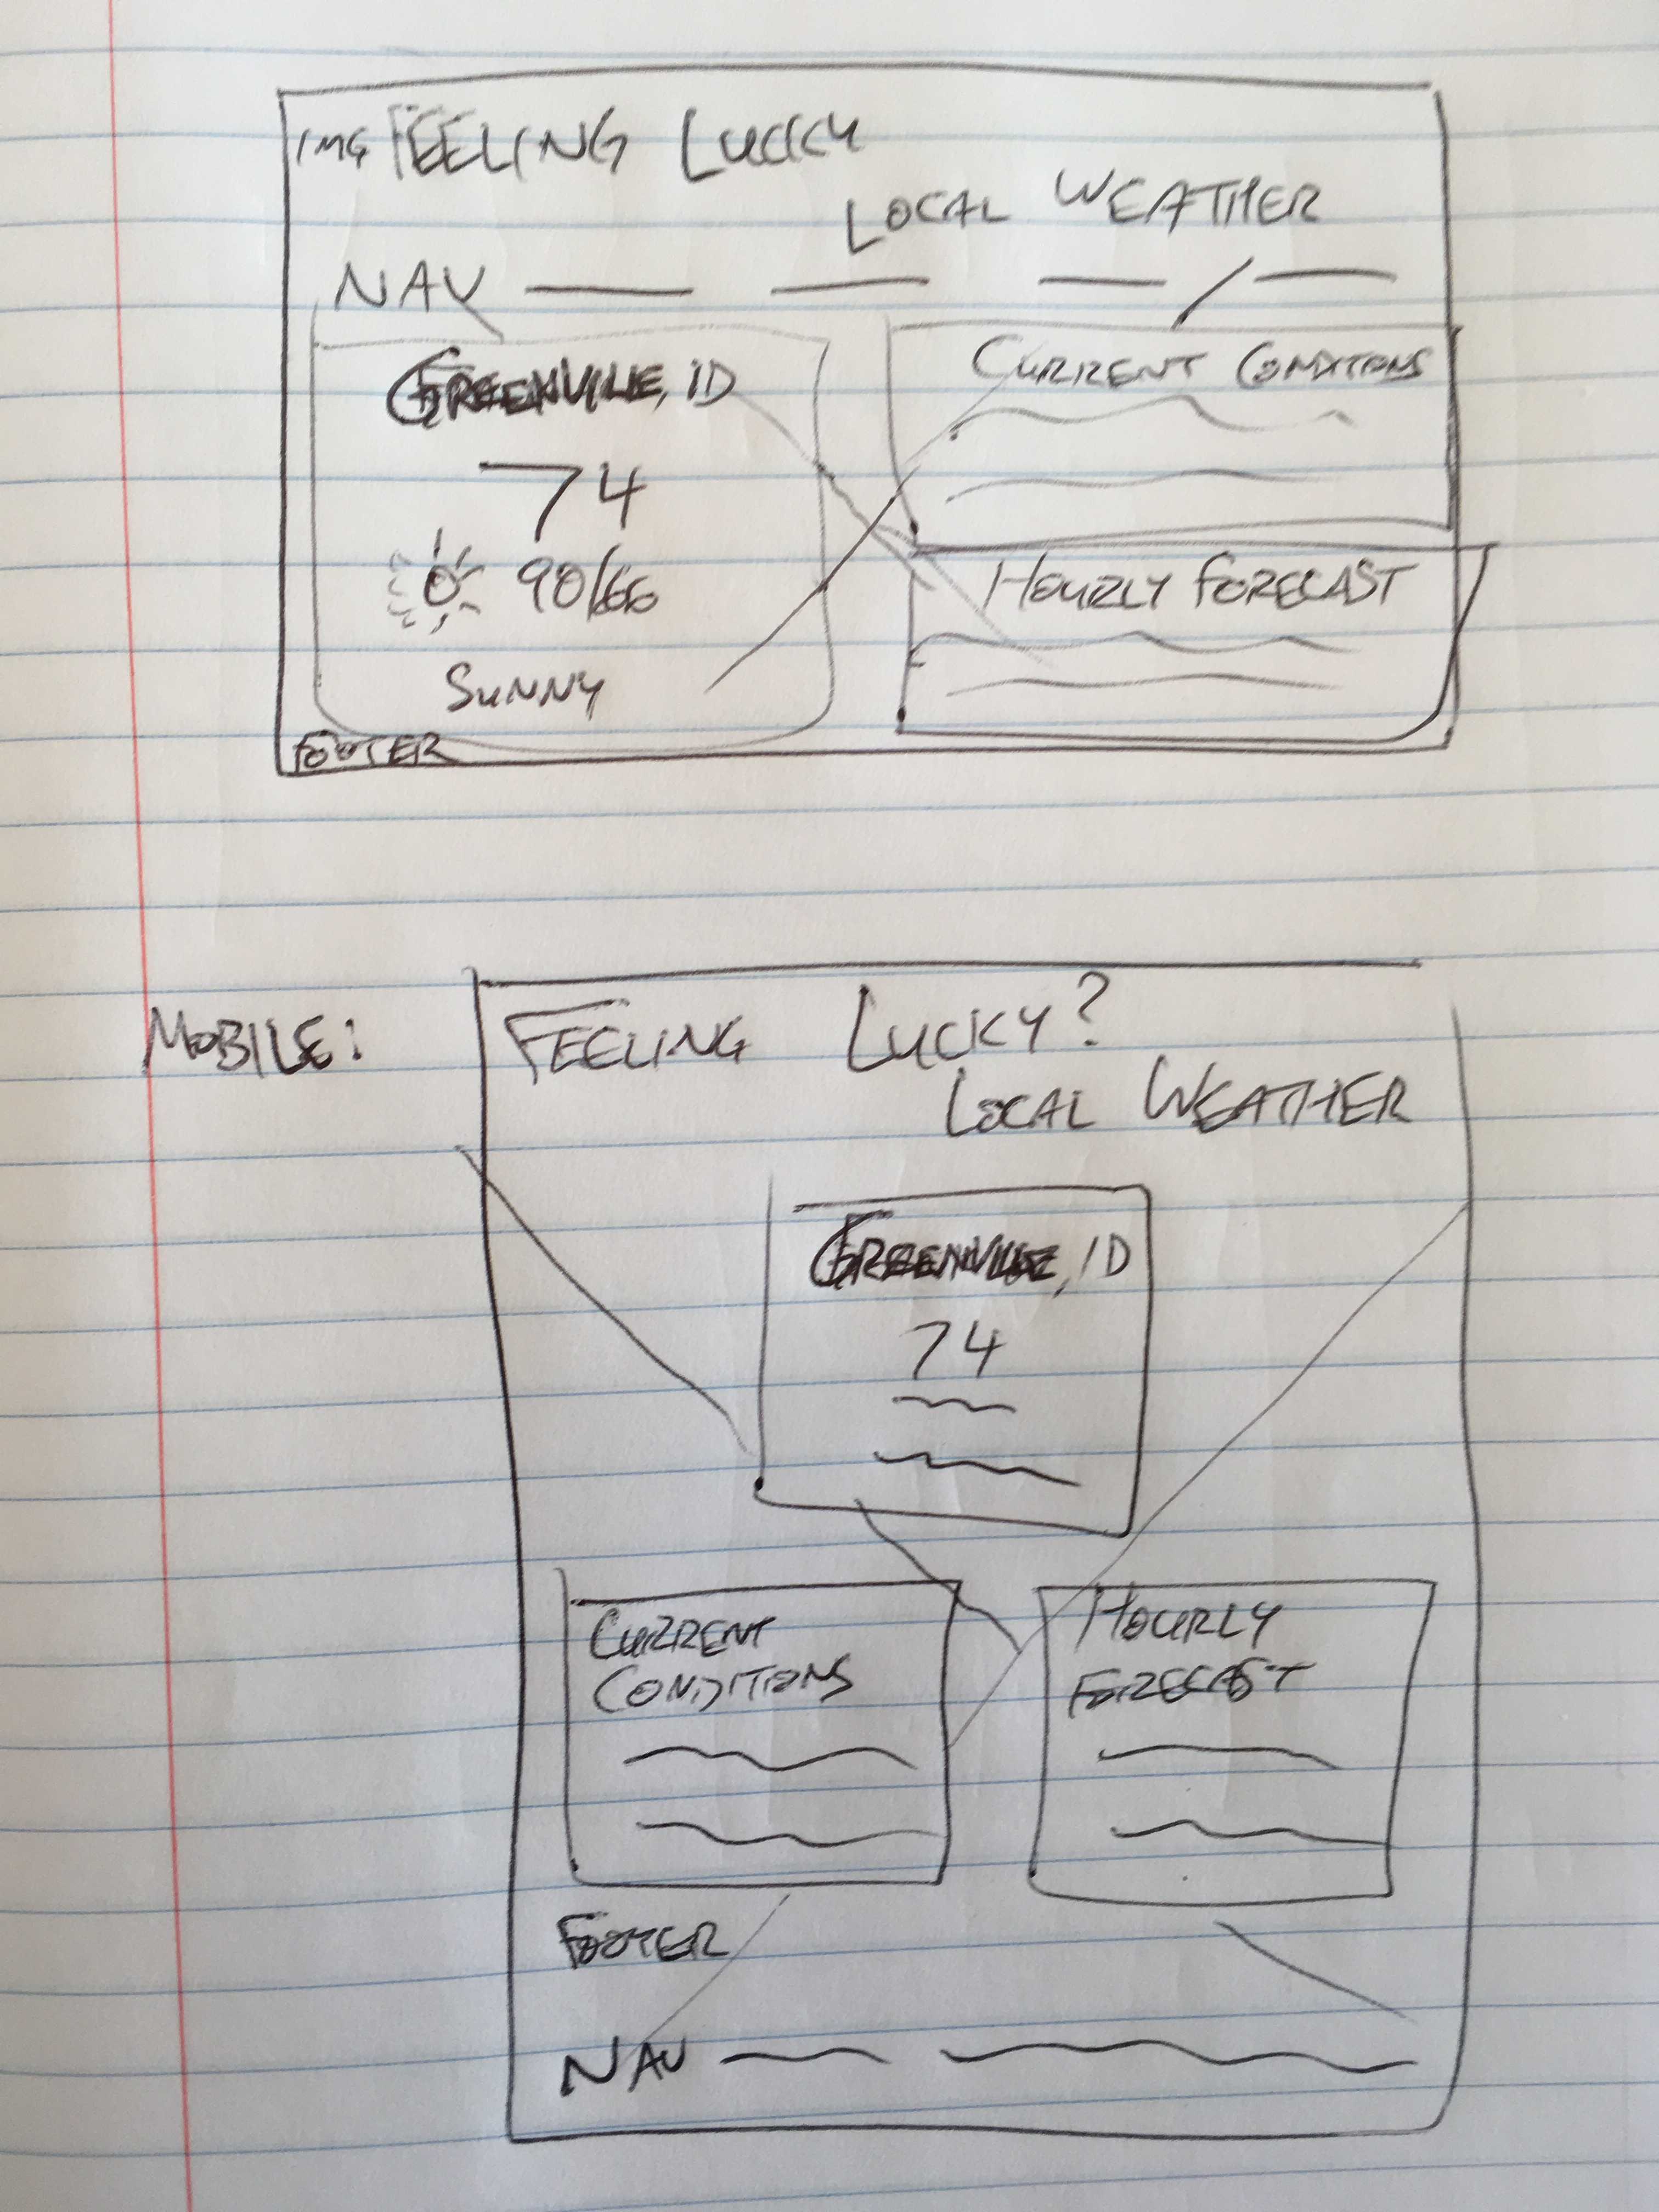 IMG FEELING LUCKY
LOCAL WEATHER
NAV
GREENVILLE, ID
74
90/66
SUNNY
CURRENT CONDITIONS
HOURLY FORECAST
FOOTER
MOBILE:
FEELING LUCKY?
LOCAL WEATHER
GREENVILLE, ID
74
CURRENT
CONDITIONS
HOURLY
FORECAST
FOOTER
NAV